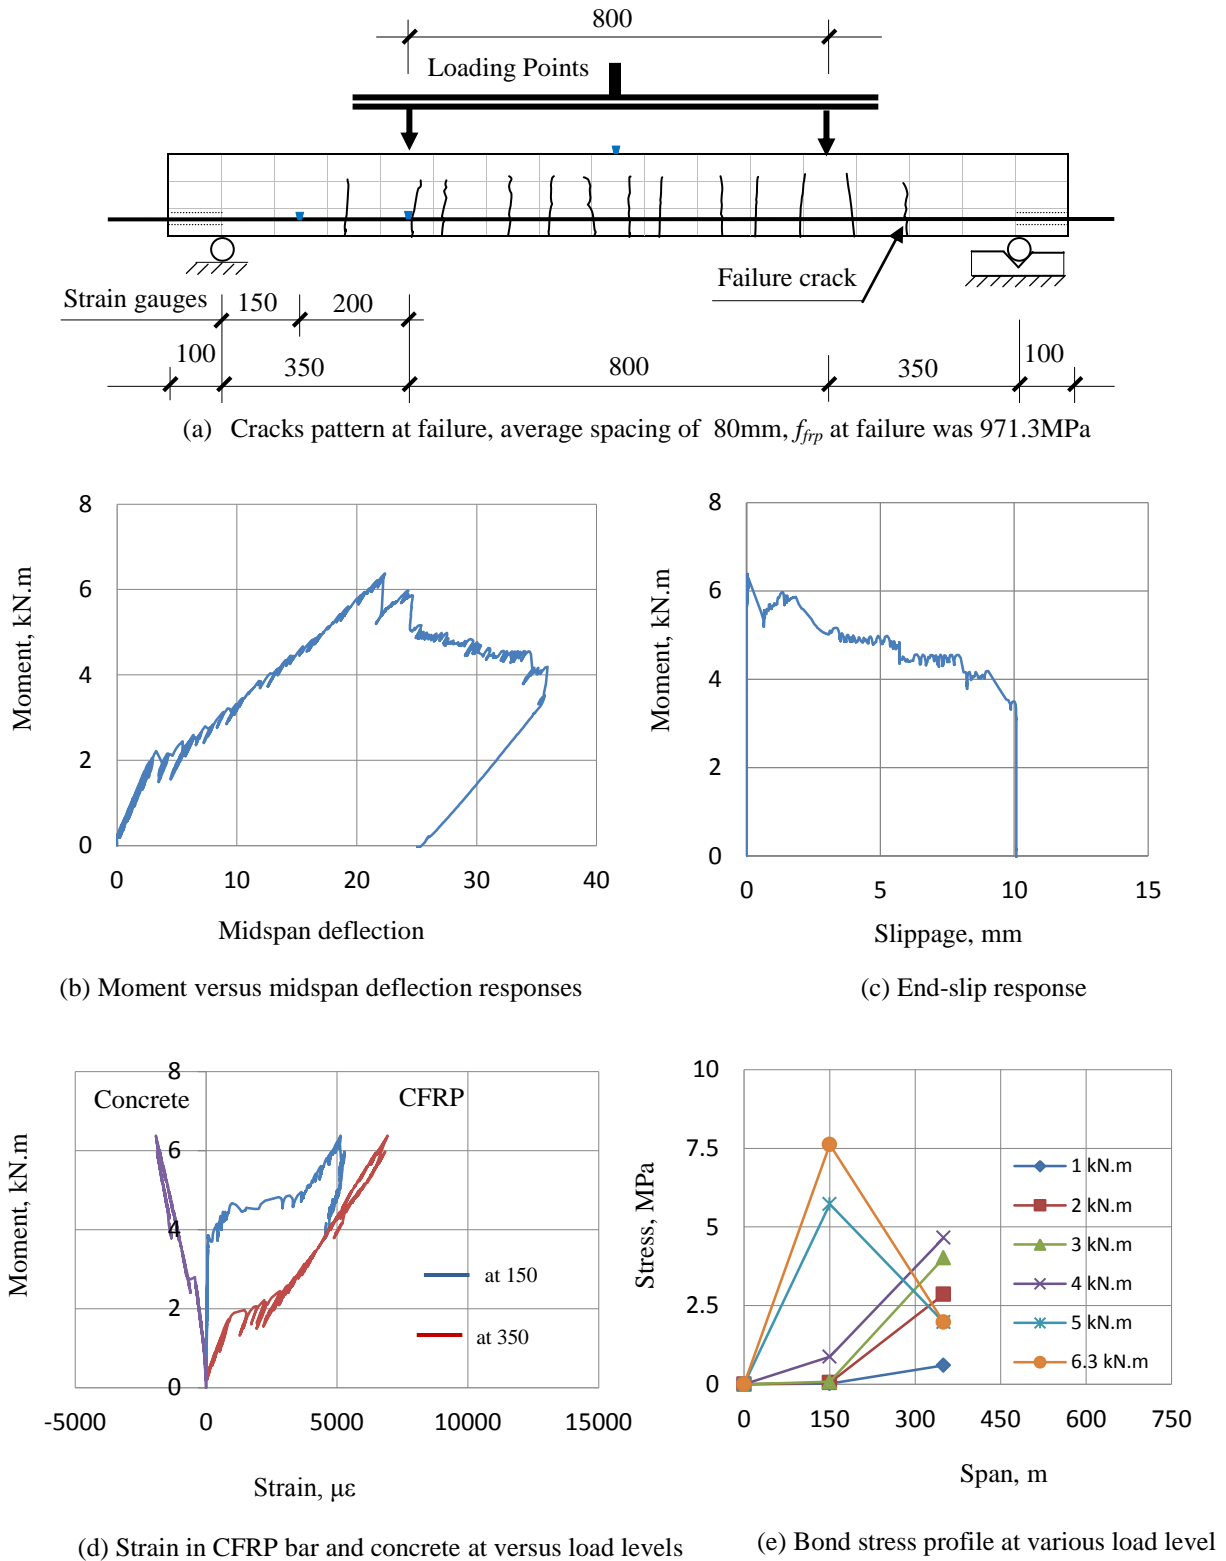 800
Loading Points
Failure crack
Strain gauges
150
200
100
350
800
350
100
(a) Cracks pattern at failure, average spacing of 80mm, ffrp at failure was 971.3MPa
8
6
4
2
0
0
10
20
30
40
Moment, kN.m
Midspan deflection
(b) Moment versus midspan deflection responses
8
6
4
2
0
0
5
10
15
Moment, kN.m
Slippage, mm
(c) End-slip response
8
6
4
2
0
-5000
0
5000
10000
15000
Concrete
CFRP
at 150
at 350
Moment, kN.m
Strain, με
(d) Strain in CFRP bar and concrete at versus load levels
10
7.5
5
2.5
0
0
150
300
450
600
750
1 kN.m
2 kN.m
3 kN.m
4 kN.m
5 kN.m
6.3 kN.m
Stress, MPa
Span, m
(e) Bond stress profile at various load level